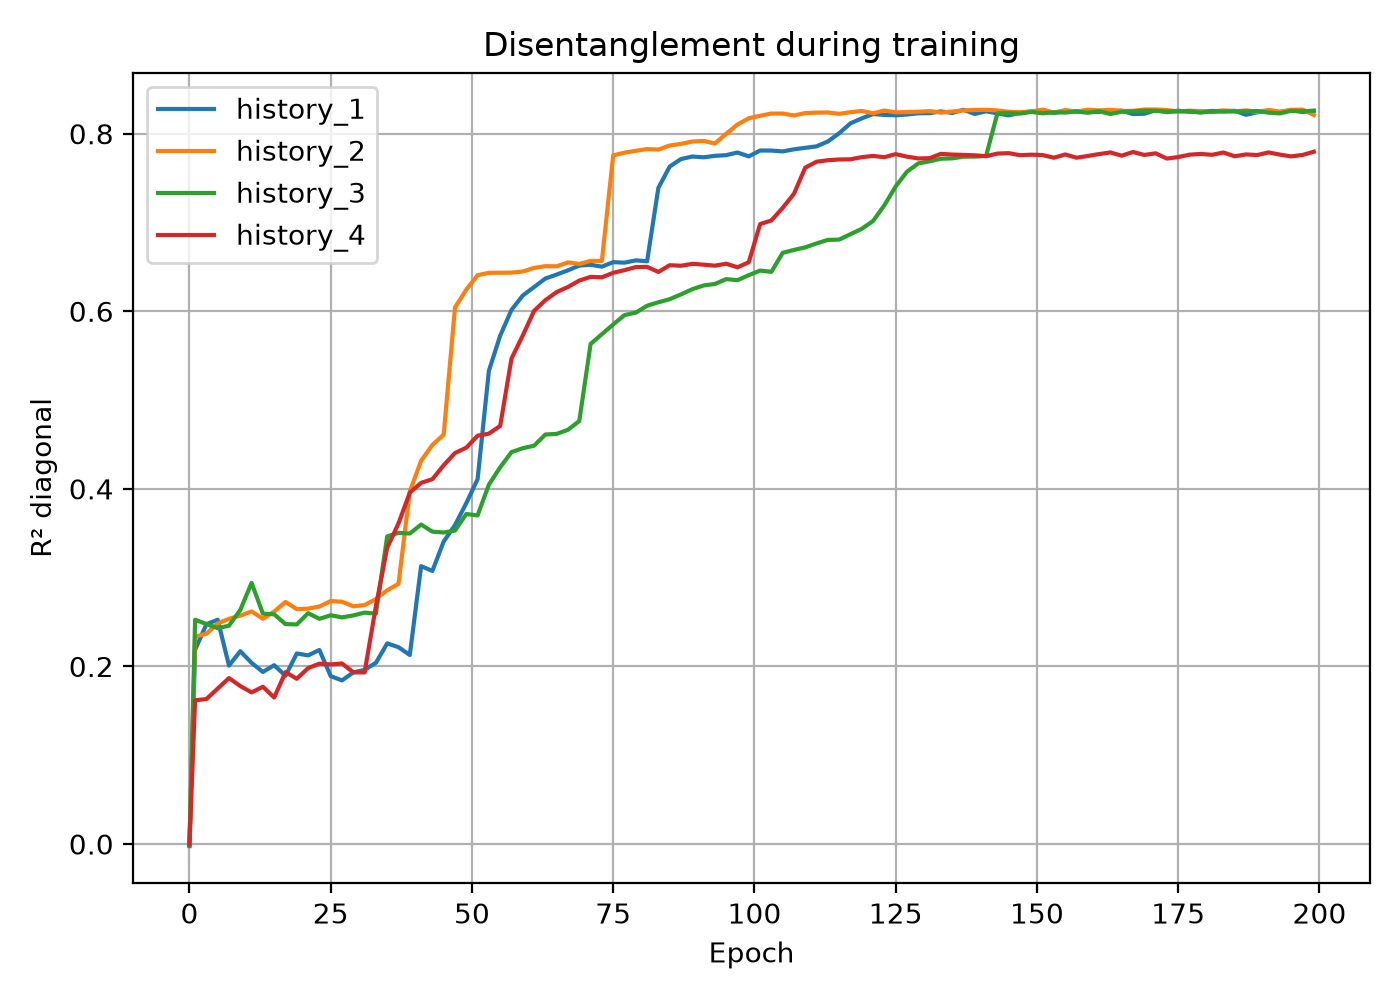 Disentanglement during training
history_1
history_2
history_3
history_4
R² diagonal
0.8
0.6
0.4
0.2
0.0
0 25 50 75 100 125 150 175 200
Epoch